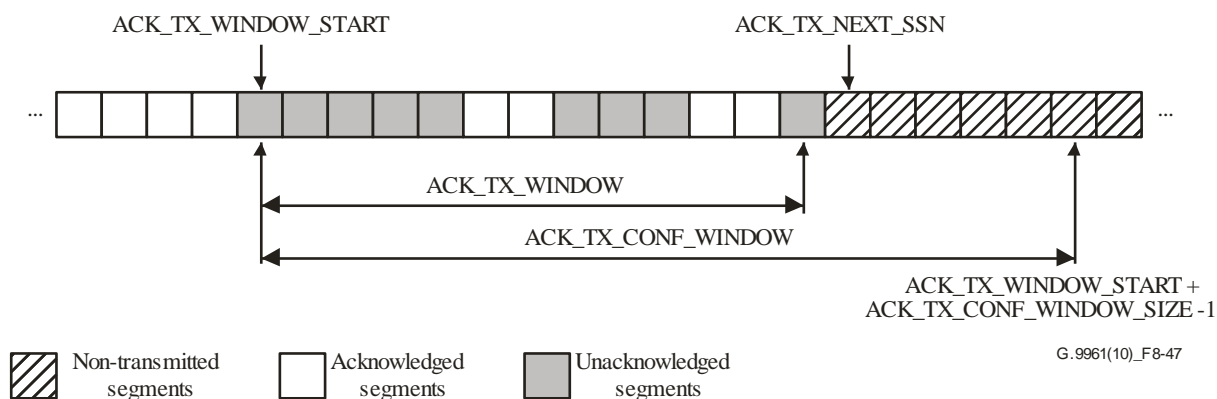 ACK_TX_WINDOW_START
ACK_TX_NEXT_SSN
... ...
ACK_TX_WINDOW
ACK_TX_CONF_WINDOW
ACK_TX_WINDOW_START +
ACK_TX_CONF_WINDOW_SIZE -1
G.9961(10)_F8-47
Non-transmitted
segments
Acknowledged
segments
Unacknowledged
segments